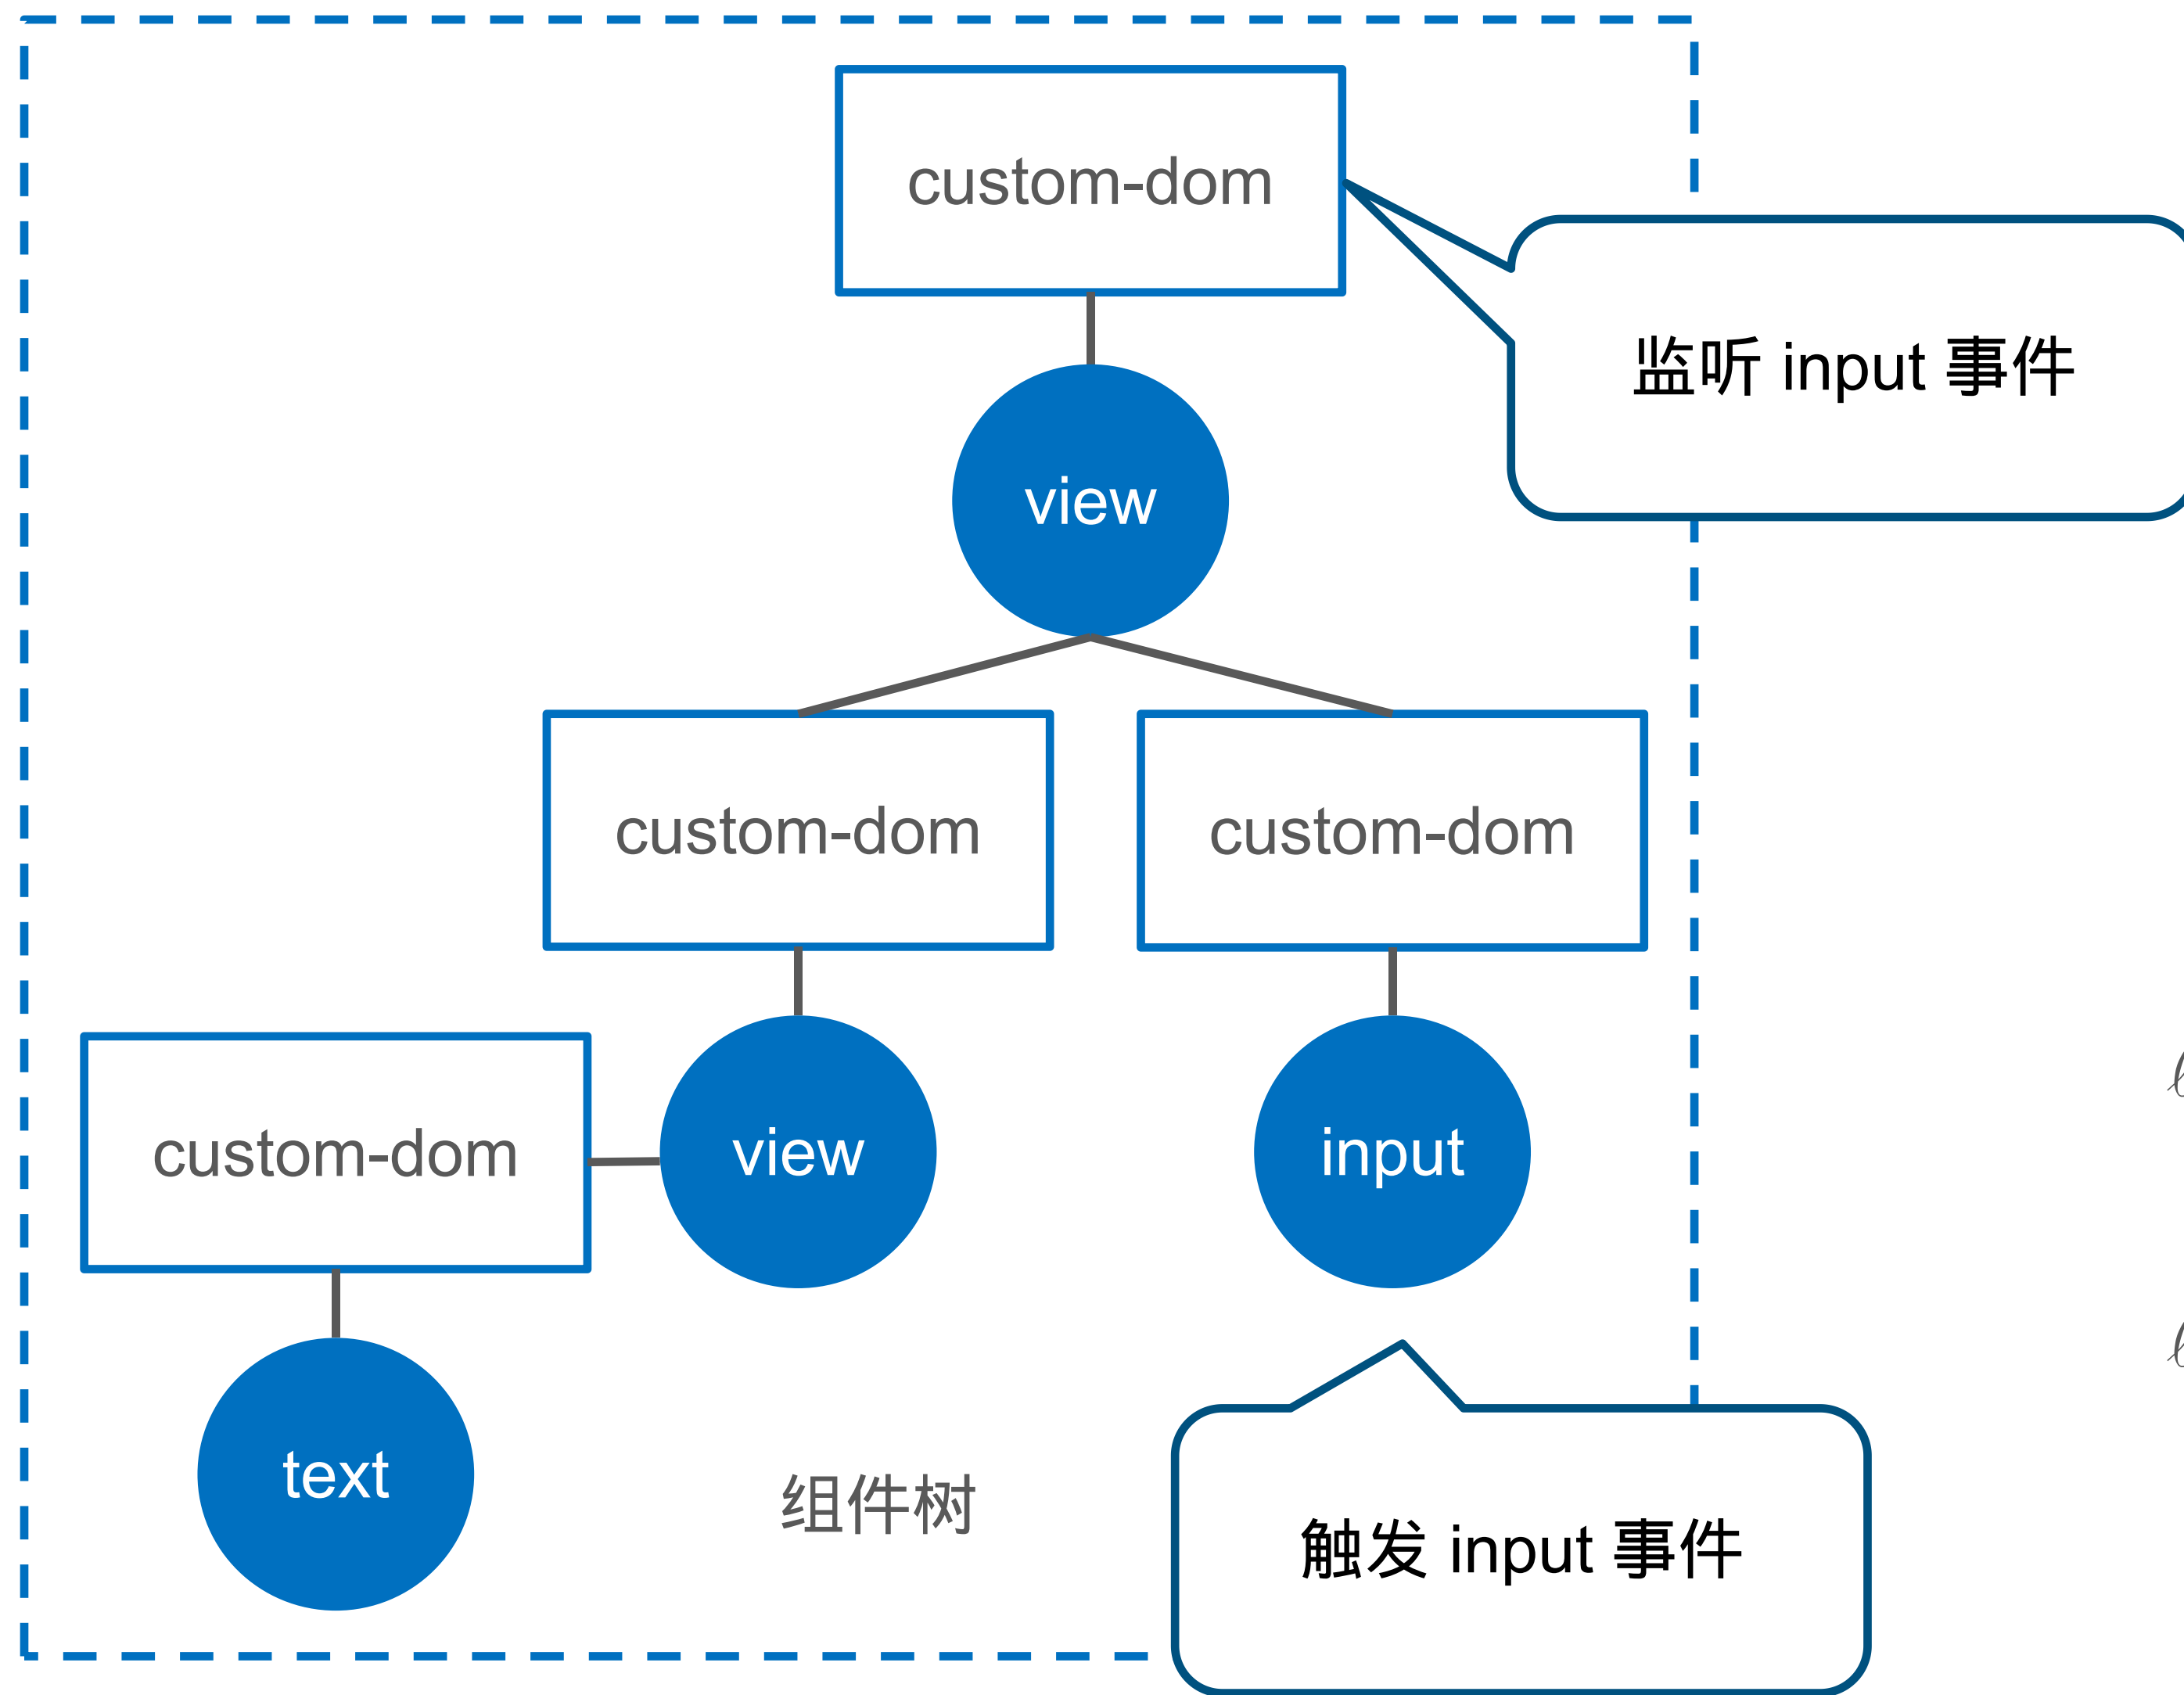 custom-dom
监听 input 事件
view
custom-dom
custom-dom
custom-dom
view
input
text
组件树
触发 input 事件